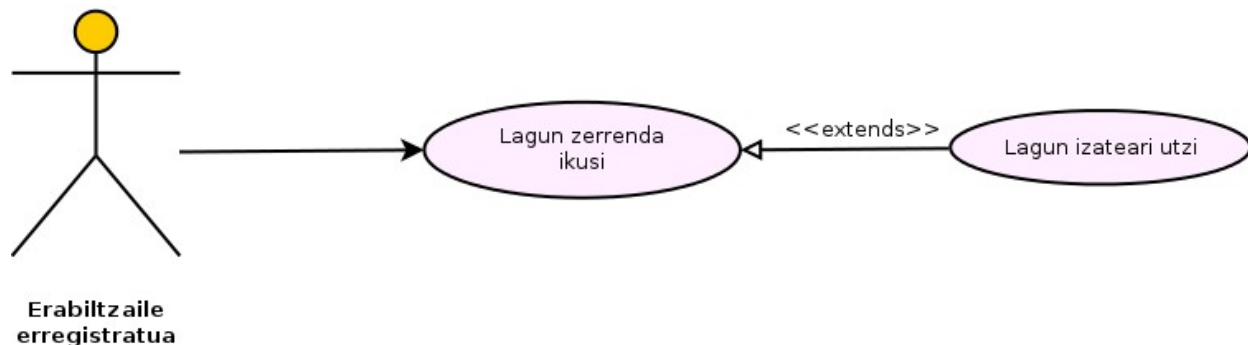 Lagun zerrenda
ikusi
<<extends>>
Lagun izateari utzi
Erabiltzaile
erregistratua